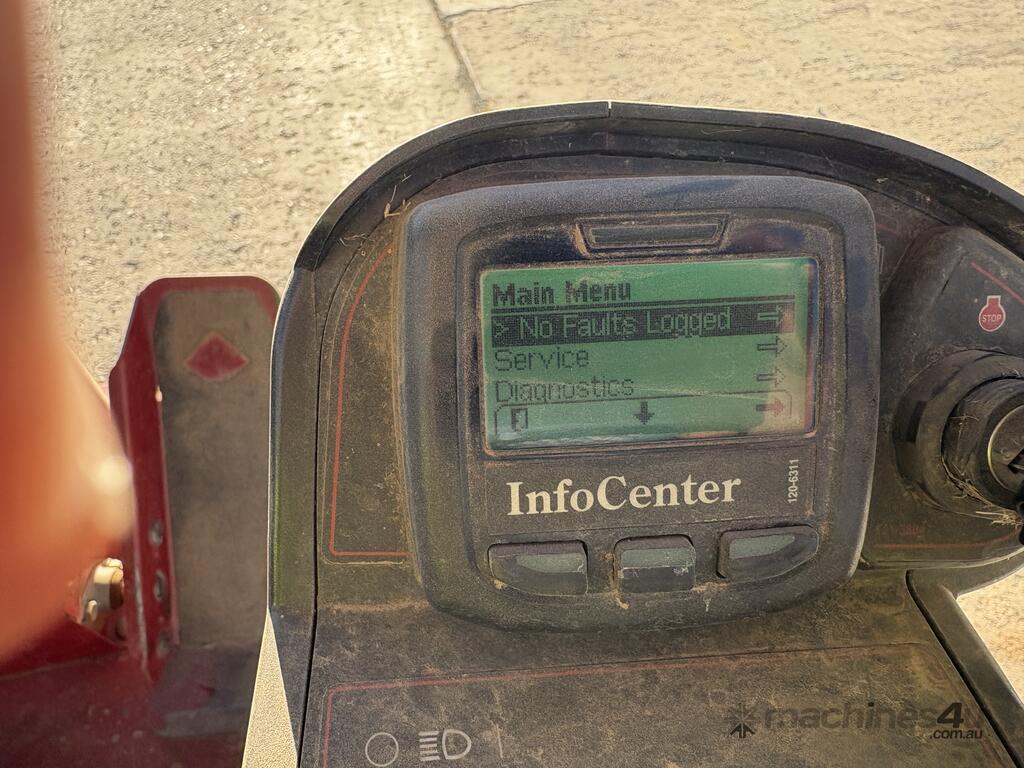 Main Menu
> No Faults Logged
Service
Diagnostics
InfoCenter
120-6311
STOP
machines4u
.com.au